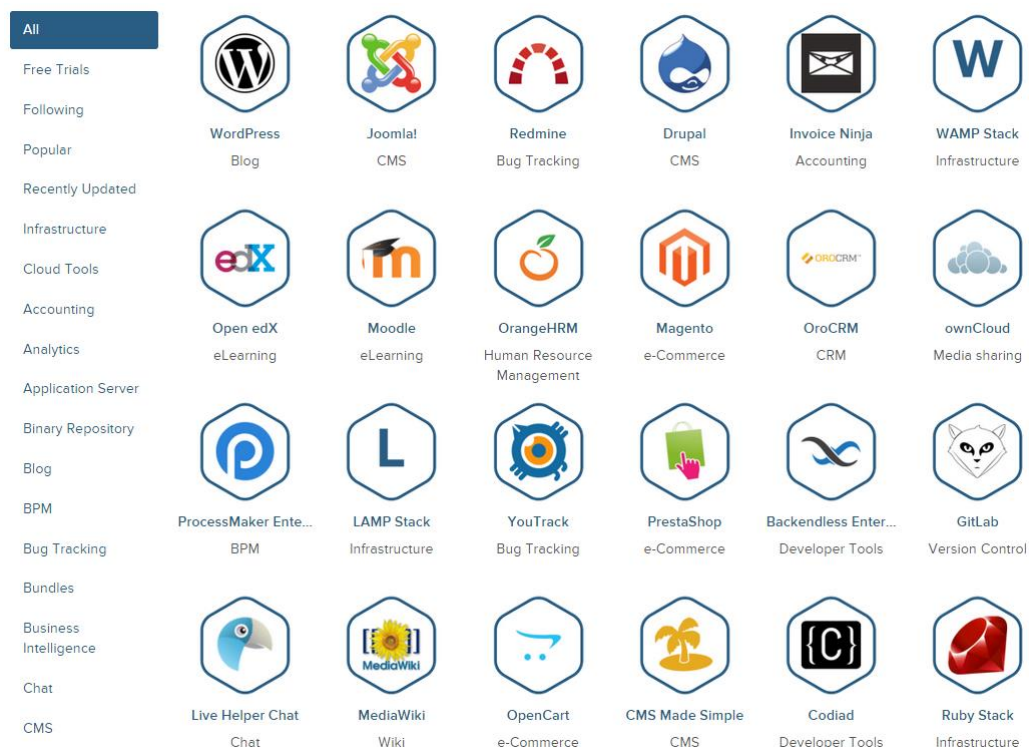 All
Free Trials
Following
Popular
Recently Updated
Infrastructure
Cloud Tools
Accounting
Analytics
Application Server
Binary Repository
Blog
BPM
Bug Tracking
Bundles
Business
Intelligence
Chat
CMS
W
WordPress
Joomla!
Redmine
Drupal
Invoice Ninja
WAMP Stack
Blog
CMS
Bug Tracking
CMS
Accounting
Infrastructure
edX
m
OROCRM
Open edX
Moodle
OrangeHRM
Magento
OroCRM
ownCloud
eLearning
eLearning
Human Resource
Management
e-Commerce
CRM
Media sharing
L
ProcessMaker Ente...
LAMP Stack
YouTrack
PrestaShop
Backendless Enter...
GitLab
BPM
Infrastructure
Bug Tracking
e-Commerce
Developer Tools
Version Control
[[MediaWiki]]
{C}
Live Helper Chat
MediaWiki
OpenCart
CMS Made Simple
Codiad
Ruby Stack
Chat
Wiki
e-Commerce
CMS
Developer Tools
Infrastructure